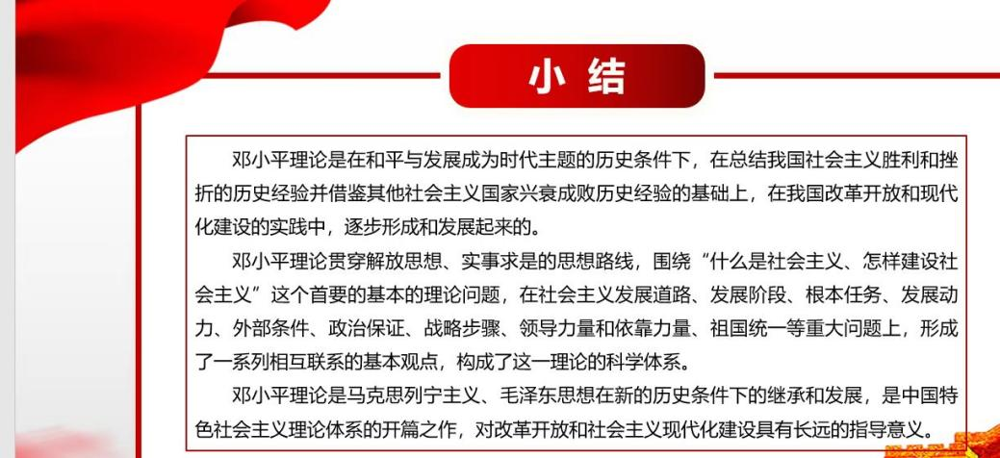 小 结
邓小平理论是在和平与发展成为时代主题的历史条件下，在总结我国社会主义胜利和挫
折的历史经验并借鉴其他社会主义国家兴衰成败历史经验的基础上，在我国改革开放和现代
化建设的实践中，逐步形成和发展起来的。
邓小平理论贯穿解放思想、实事求是的思想路线，围绕“什么是社会主义、怎样建设社
会主义”这个首要的基本的理论问题，在社会主义发展道路、发展阶段、根本任务、发展动
力、外部条件、政治保证、战略步骤、领导力量和依靠力量、祖国统一等重大问题上，形成
了一系列相互联系的基本观点，构成了这一理论的科学体系。
邓小平理论是马克思列宁主义、毛泽东思想在新的历史条件下的继承和发展，是中国特
色社会主义理论体系的开篇之作，对改革开放和社会主义现代化建设具有长远的指导意义。